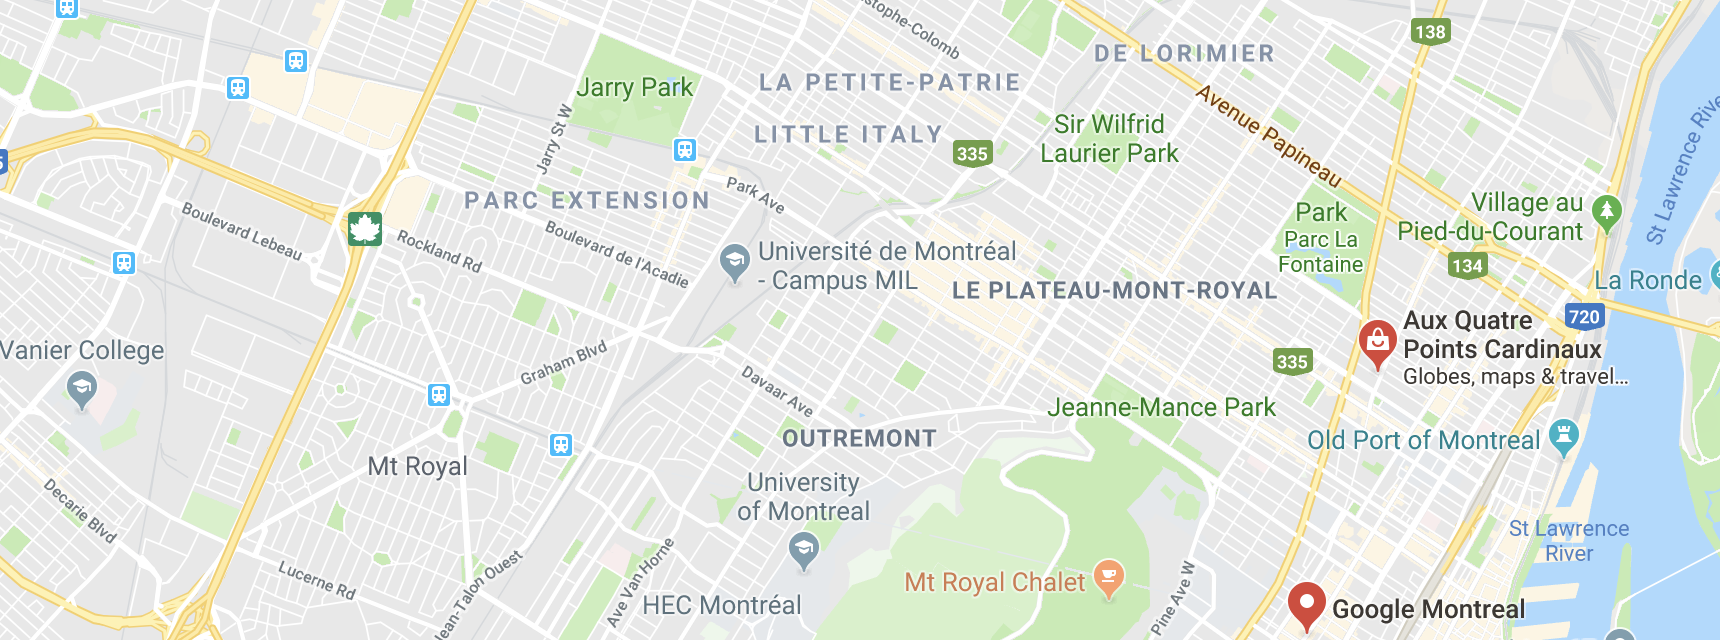 stophe-Colomb
138
DE LORIMIER
LA PETITE-PATRIE
Jarry Park
Avenue Papineau
St Lawrence River
LITTLE ITALY
Sir Wilfrid
Laurier Park
335
Jarry St W
PARC EXTENSION
Park Ave
Village au
Pied-du-Courant
Park
Parc La
Fontaine
Boulevard Lebeau
Rockland Rd
Boulevard de l'Acadie
Université de Montréal
- Campus MIL
134
La Ronde
LE PLATEAU-MONT-ROYAL
720
Aux Quatre
Points Cardinaux
Globes, maps & travel...
Vanier College
Graham Blvd
335
Davaar Ave
Jeanne-Mance Park
OUTREMONT
Old Port of Montreal
Mt Royal
University
of Montreal
Decarie Blvd
St Lawrence
River
Lucerne Rd
Jean-Talon Ouest
Ave Van Horne
HEC Montréal
Mt Royal Chalet
Pine Ave W
Google Montreal